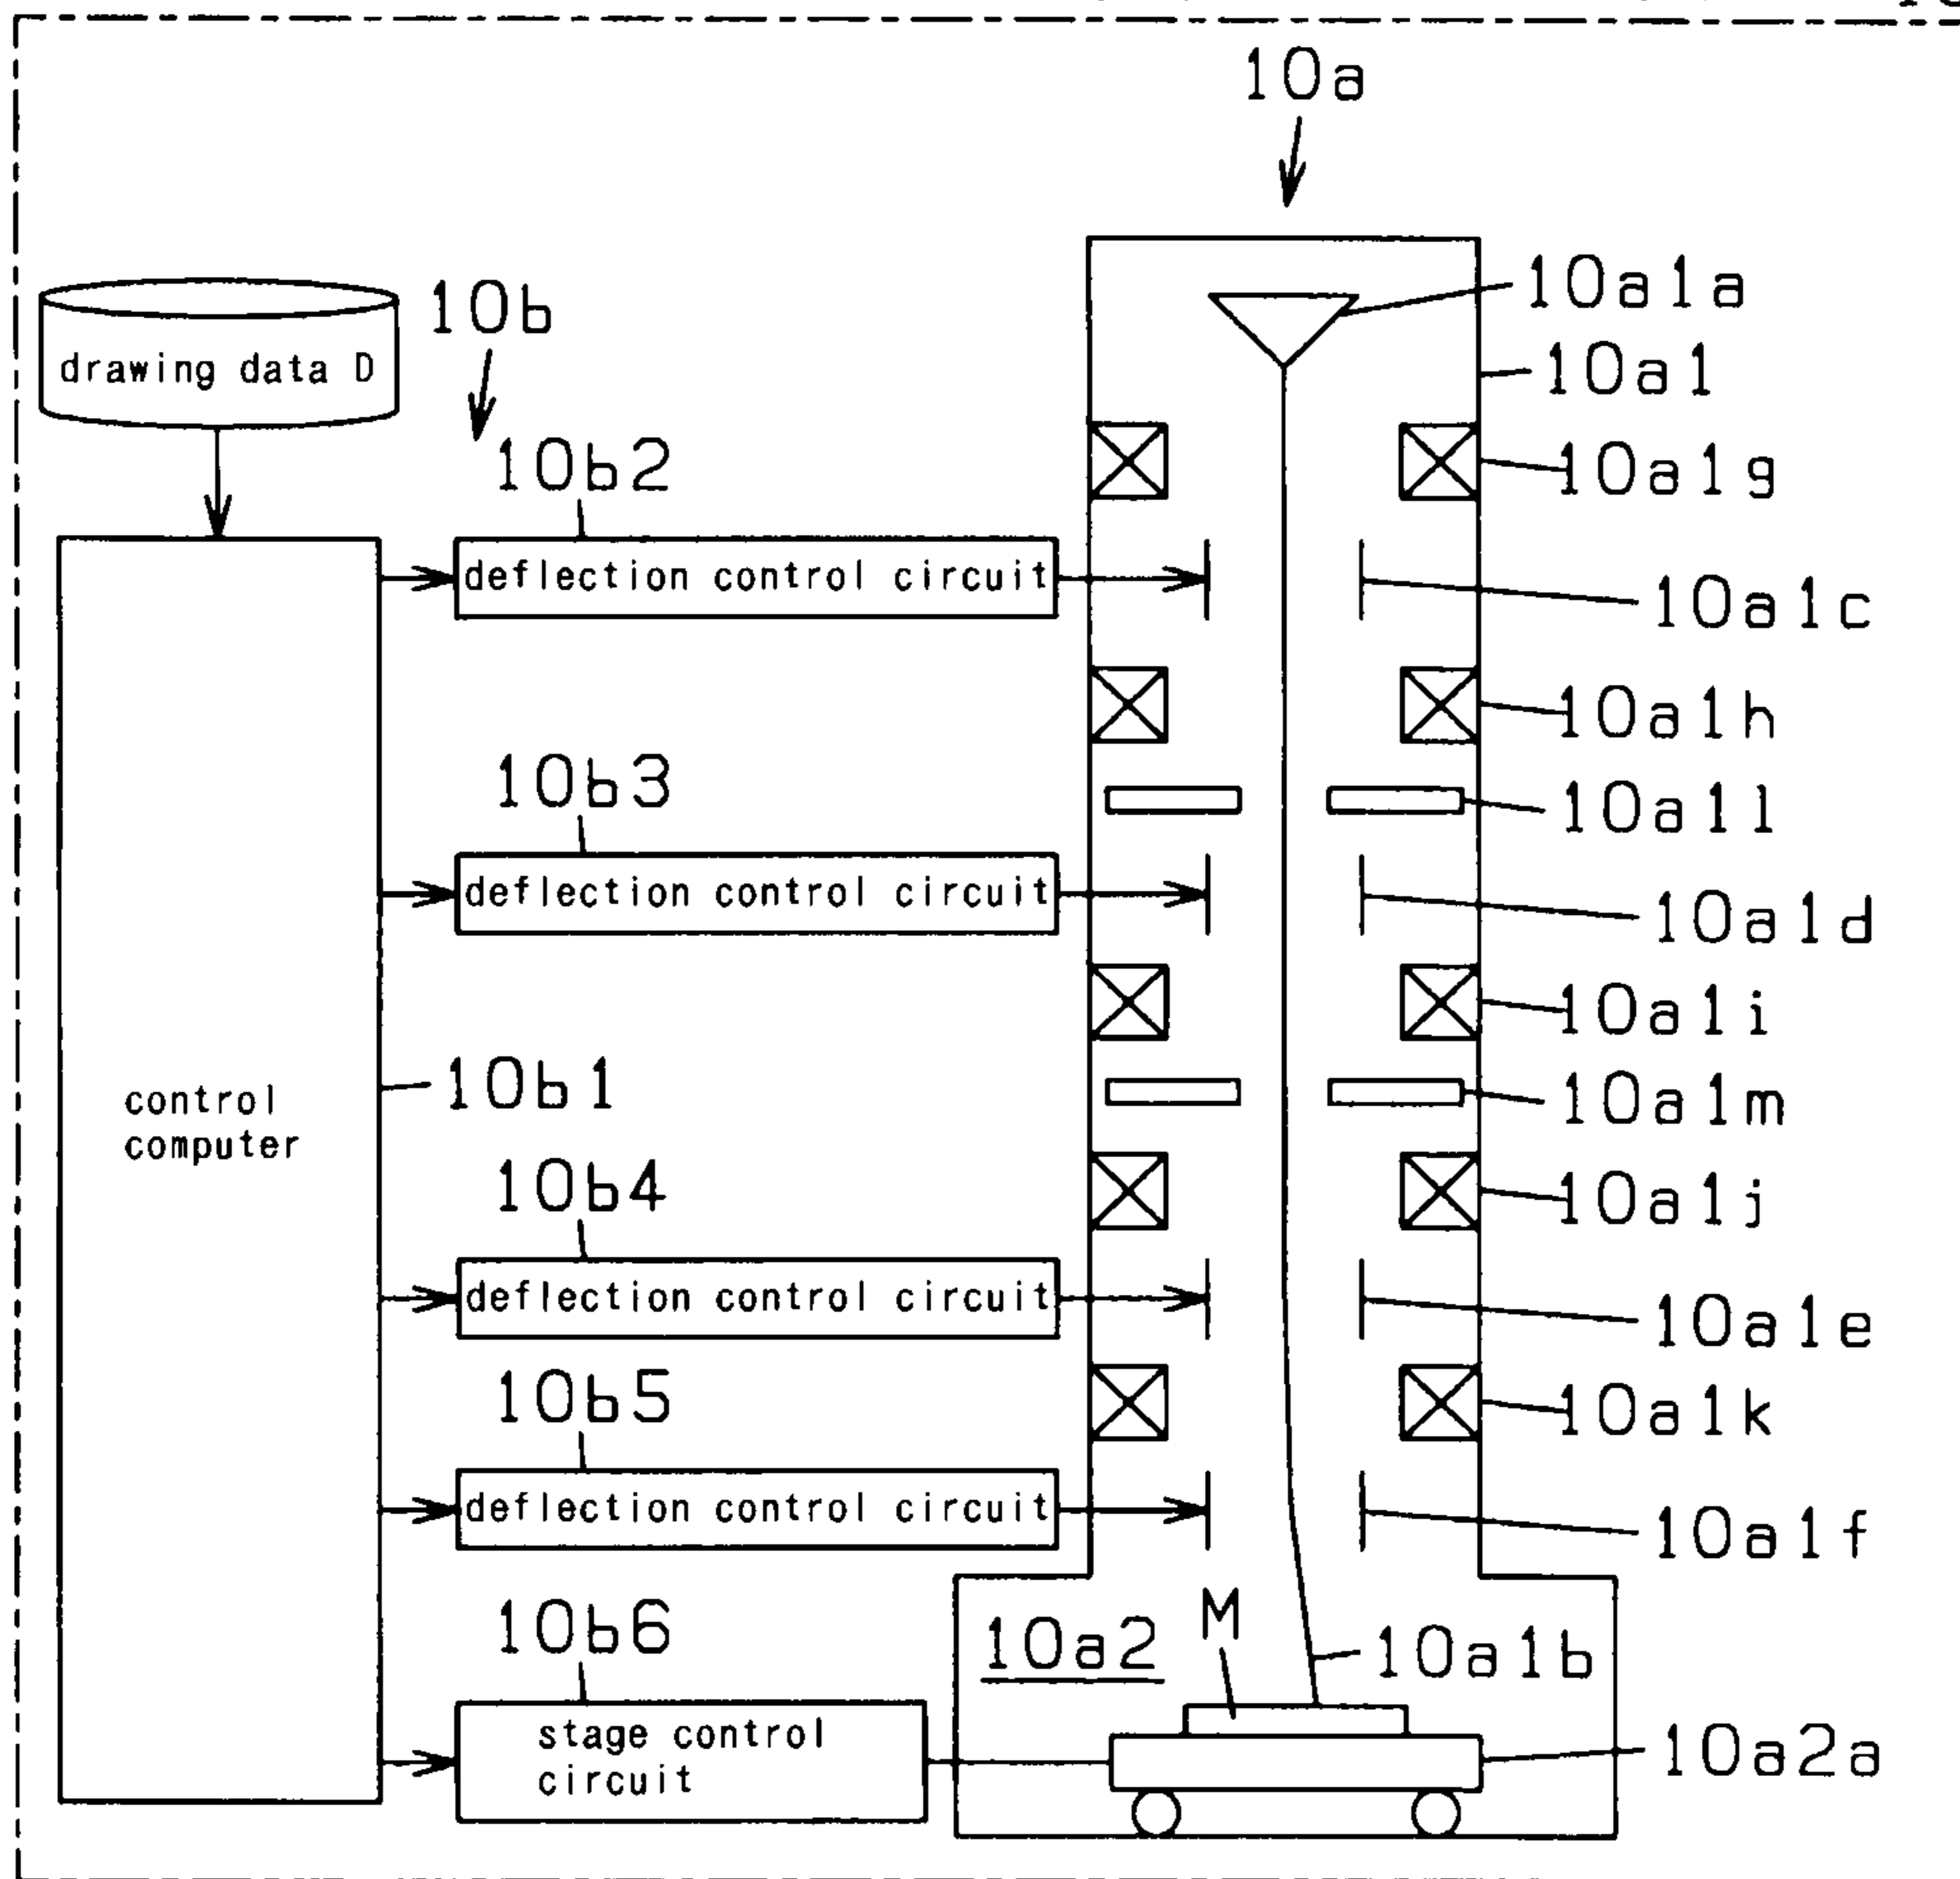 10a
10a1a
drawing data D
10b
10a1
10b2
10a1g
deflection control circuit
10a1c
10a1h
10b3
10a1l
deflection control circuit
10a1d
10a1i
control
computer
10b1
10a1m
10b4
10a1j
deflection control circuit
10a1e
10b5
10a1k
deflection control circuit
10a1f
10b6
10a2
M
10a1b
stage control
circuit
10a2a